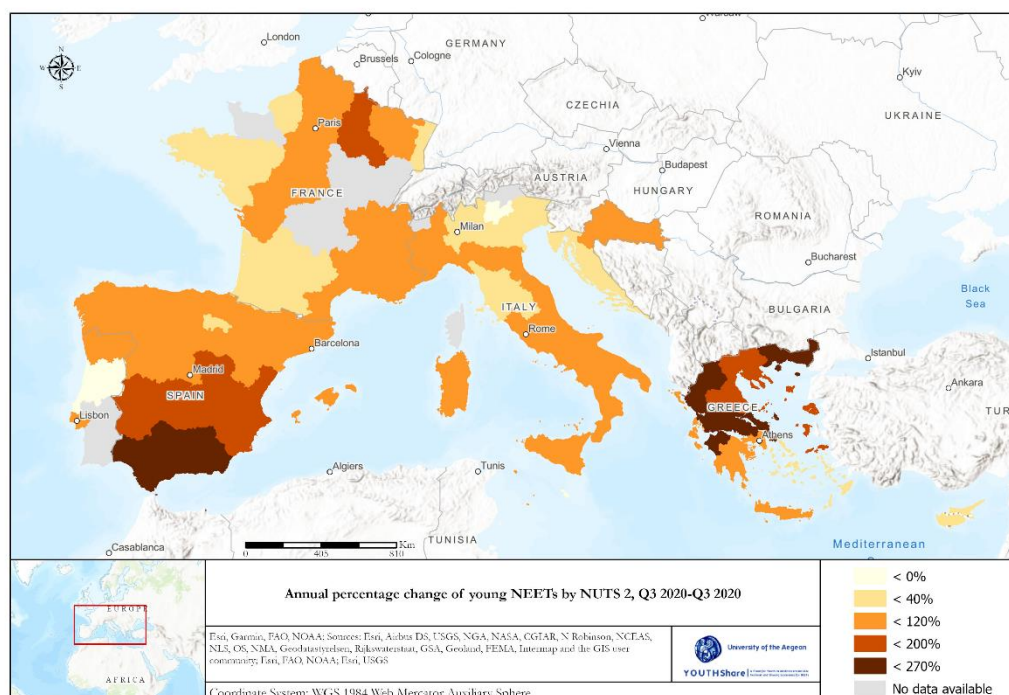 London
Brussels
Cologne
GERMANY
Warsaw
Kyiv
N
W E
S
CZECHIA
UKRAINE
Paris
Vienna
Budapest
AUSTRIA
HUNGARY
FRANCE
Milan
ROMANIA
Bucharest
Black
Sea
ITALY
BULGARIA
Barcelona
Rome
Istanbul
Madrid
Ankara
SPAIN
Lisbon
GREECE
TUR
Athens
Algiers
Tunis
Km
0 405 810
TUNISIA
Casablanca
Mediterranean
EUROPE
AFRICA
Annual percentage change of young NEETs by NUTS 2, Q3 2020-Q3 2020
Esri, Garmin, FAO, NOAA; Sources: Esri, Airbus DS, USGS, NGA, NASA, CGIAR, N Robinson, NCEAS,
NLS, OS, NMA, Geodatastyrelsen, Rijkswaterstaat, GSA, Geoland, FEMA, Intermap and the GIS user
community; Esri, FAO, NOAA; Esri, USGS
University of the Aegean
YOUTHShare
Coordinate System: WGS 1984 Web Mercator Auxiliary Sphere
< 0%
< 40%
< 120%
< 200%
< 270%
No data available